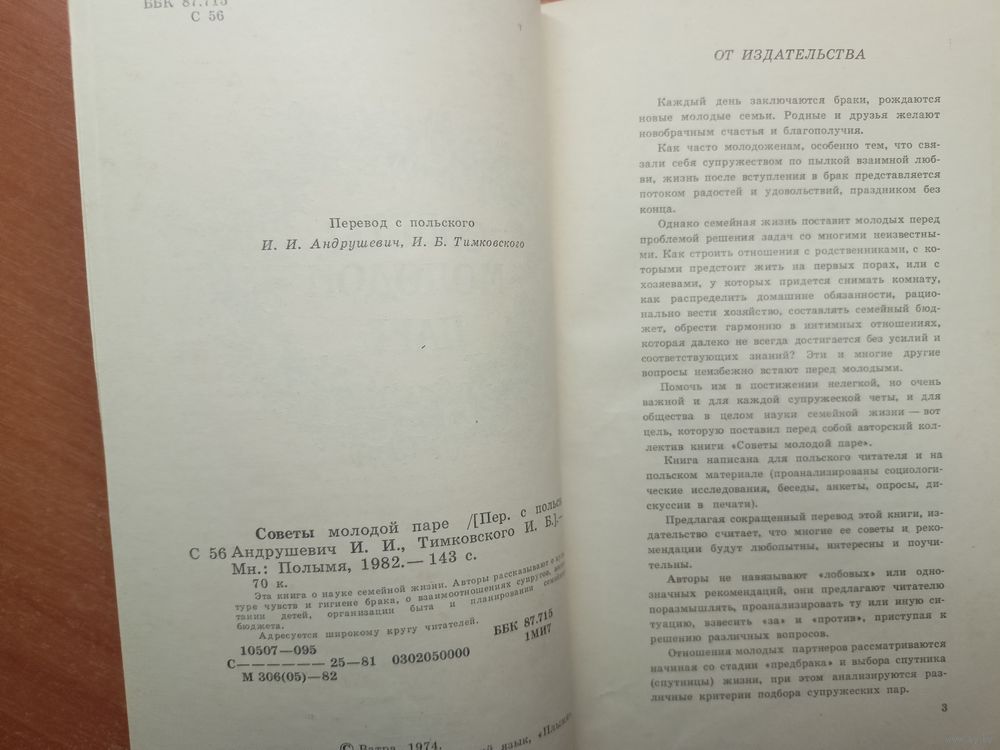 ББК 87.715
С 56
Перевод с польского
И. И. Андрушевич, И. Б. Тимковского
Советы молодой паре /[Пер. с польск
С 56 Андрушевич И. И., Тимковского И. Б.].—
Мн.: Полымя, 1982.— 143 с.
70 к.
Эта книга о науке семейной жизни. Авторы рассказывают о куль
туре чувств и гигиене брака, о взаимоотношениях супругов,
тании детей, организации быта и планировании семейного
бюджета.
Адресуется широкому кругу читателей.
10507—095
С—————— 25—81 0302050000
М 306(05)—82
ББК 87.715
1МИ7
© Ватра, 1974.
язык, «Полымя»
ОТ ИЗДАТЕЛЬСТВА
Каждый день заключаются браки, рождаются
новые молодые семьи. Родные и друзья желают
новобрачным счастья и благополучия.
Как часто молодоженам, особенно тем, что свя-
зали себя супружеством по пылкой взаимной люб-
ви, жизнь после вступления в брак представляется
потоком радостей и удовольствий, праздником без
конца.
Однако семейная жизнь поставит молодых перед
проблемой решения задач со многими неизвестны-
ми. Как строить отношения с родственниками, с ко-
торыми предстоит жить на первых порах, или с
хозяевами, у которых придется снимать комнату,
как распределить домашние обязанности, рацио-
нально вести хозяйство, составлять семейный бюд-
жет, обрести гармонию в интимных отношениях,
которая далеко не всегда достигается без усилий и
соответствующих знаний? Эти и многие другие
вопросы неизбежно встают перед молодыми.
Помочь им в постижении нелегкой, но очень
важной и для каждой супружеской четы, и для
общества в целом науки семейной жизни — вот
цель, которую поставил перед собой авторский кол-
лектив книги «Советы молодой паре».
Книга написана для польского читателя и на
польском материале (проанализированы социологи-
ческие исследования, беседы, анкеты, опросы, ди-
скуссии в печати).
Предлагая сокращенный перевод этой книги, из-
дательство считает, что многие ее советы и реко-
мендации будут любопытны, интересны и поучи-
тельны.
Авторы не навязывают «лобовых» или одно-
значных рекомендаций, они предлагают читателю
поразмышлять, проанализировать ту или иную си-
туацию, взвесить «за» и «против», приступая к
решению различных вопросов.
Отношения молодых партнеров рассматриваются
начиная со стадии «предбрака» и выбора спутника
(спутницы) жизни, при этом анализируются раз-
личные критерии подбора супружеских пар.
3